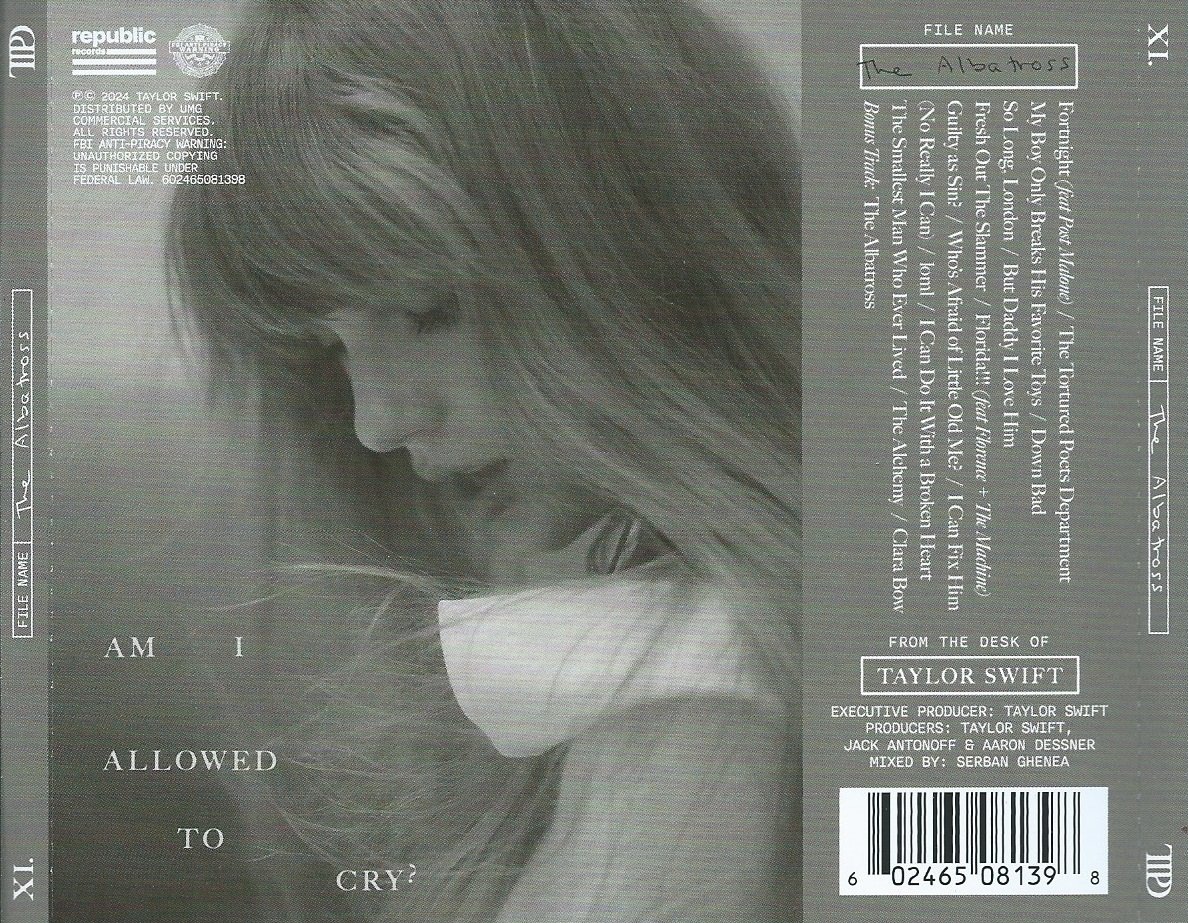 TTPD
FILE NAME The Albatross
XI.
republic
records
FBI ANTI-PIRACY
WARNING
℗© 2024 TAYLOR SWIFT.
DISTRIBUTED BY UMG
COMMERCIAL SERVICES.
ALL RIGHTS RESERVED.
FBI ANTI-PIRACY WARNING:
UNAUTHORIZED COPYING
IS PUNISHABLE UNDER
FEDERAL LAW. 602465081398
AM I
ALLOWED
TO
CRY?
FILE NAME
The Albatross
Fortnight (feat Post Malone) / The Tortured Poets Department
My Boy Only Breaks His Favorite Toys / Down Bad
So Long, London / But Daddy I Love Him
Fresh Out The Slammer / Florida!!! (feat Florence + The Machine)
Guilty as Sin? / Who's Afraid of Little Old Me? / I Can Fix Him
(No Really I Can) / loml / I Can Do It With a Broken Heart
The Smallest Man Who Ever Lived / The Alchemy / Clara Bow
Bonus Track: The Albatross
FROM THE DESK OF
TAYLOR SWIFT
EXECUTIVE PRODUCER: TAYLOR SWIFT
PRODUCERS: TAYLOR SWIFT,
JACK ANTONOFF & AARON DESSNER
MIXED BY: SERBAN GHENEA
6 02465 08139 8
XI.
FILE NAME The Albatross
TTPD